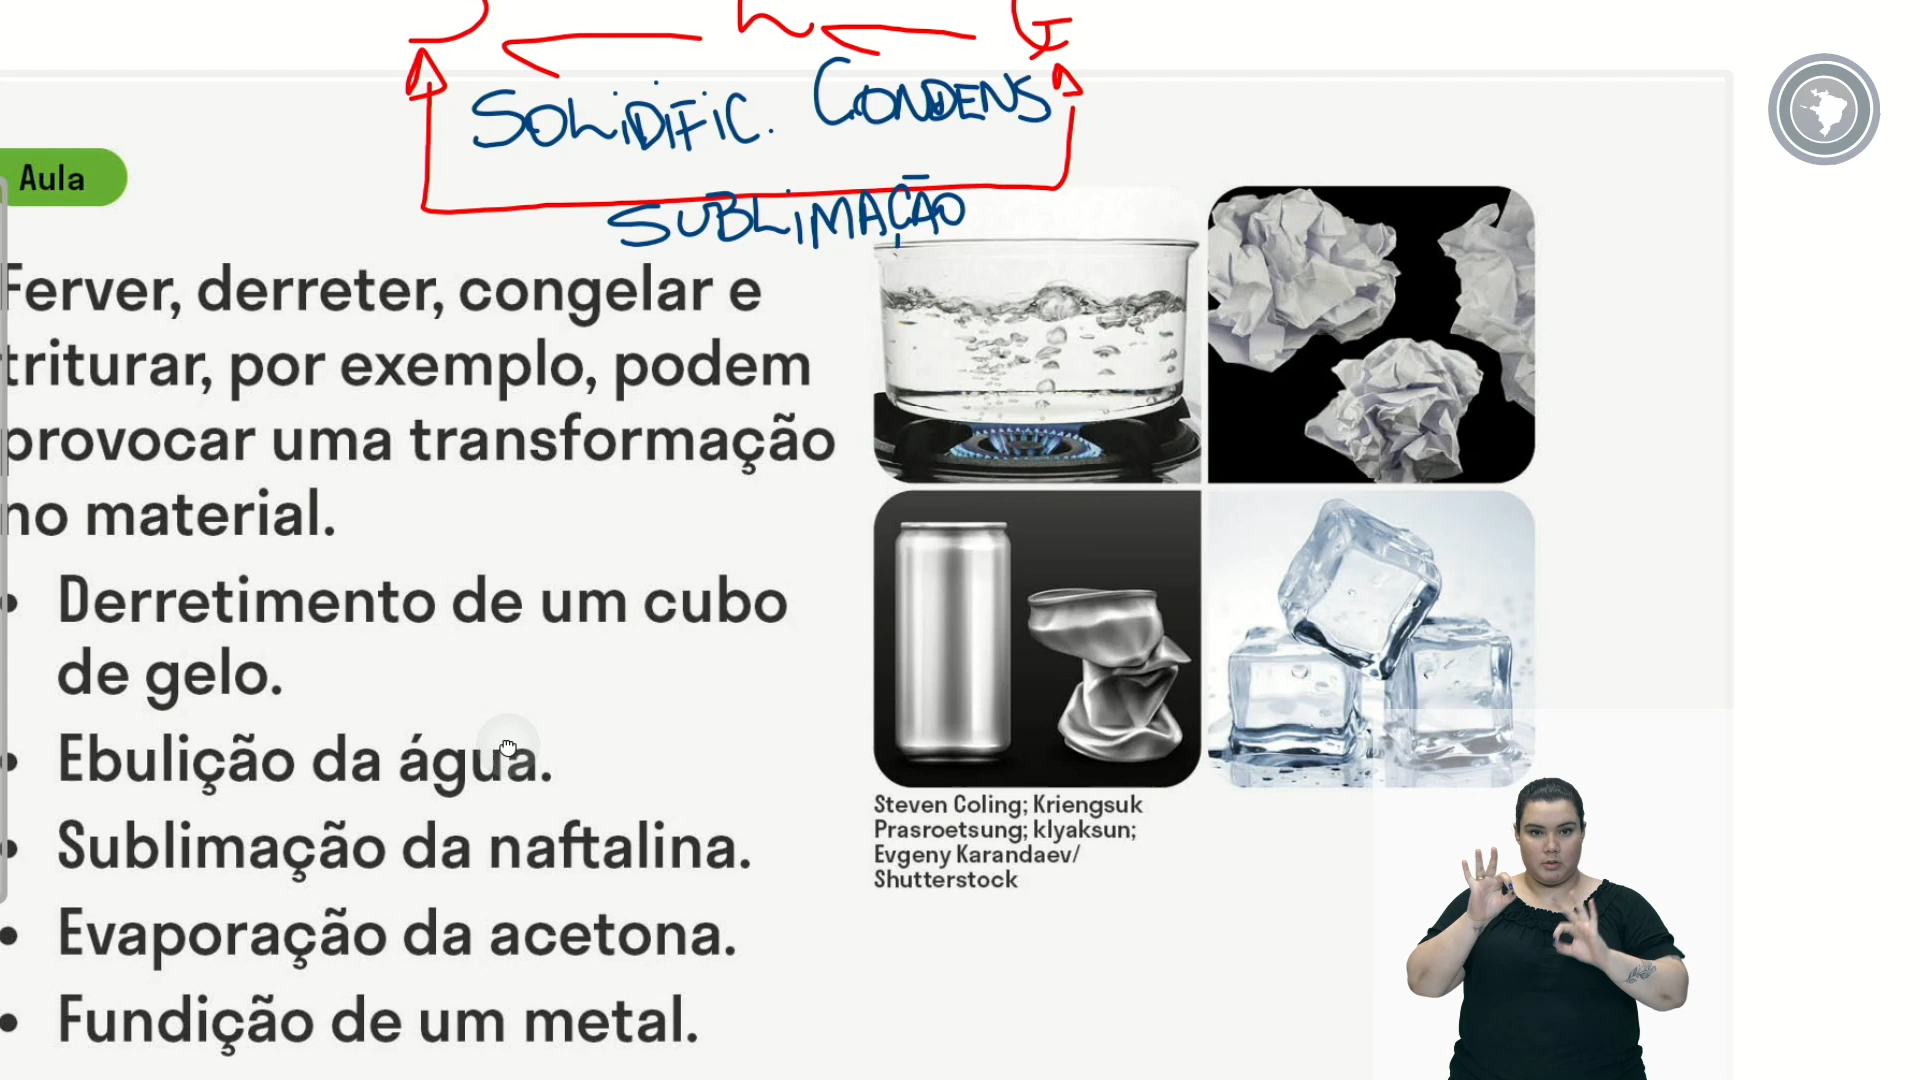 SOLiDiFiC. CONDENS
SUBLiMAÇÃO
Aula
Ferver, derreter, congelar e
triturar, por exemplo, podem
provocar uma transformação
no material.
• Derretimento de um cubo
de gelo.
• Ebulição da água.
• Sublimação da naftalina.
• Evaporação da acetona.
• Fundição de um metal.
Steven Coling; Kriengsuk
Prasroetsung; klyaksun;
Evgeny Karandaev/
Shutterstock